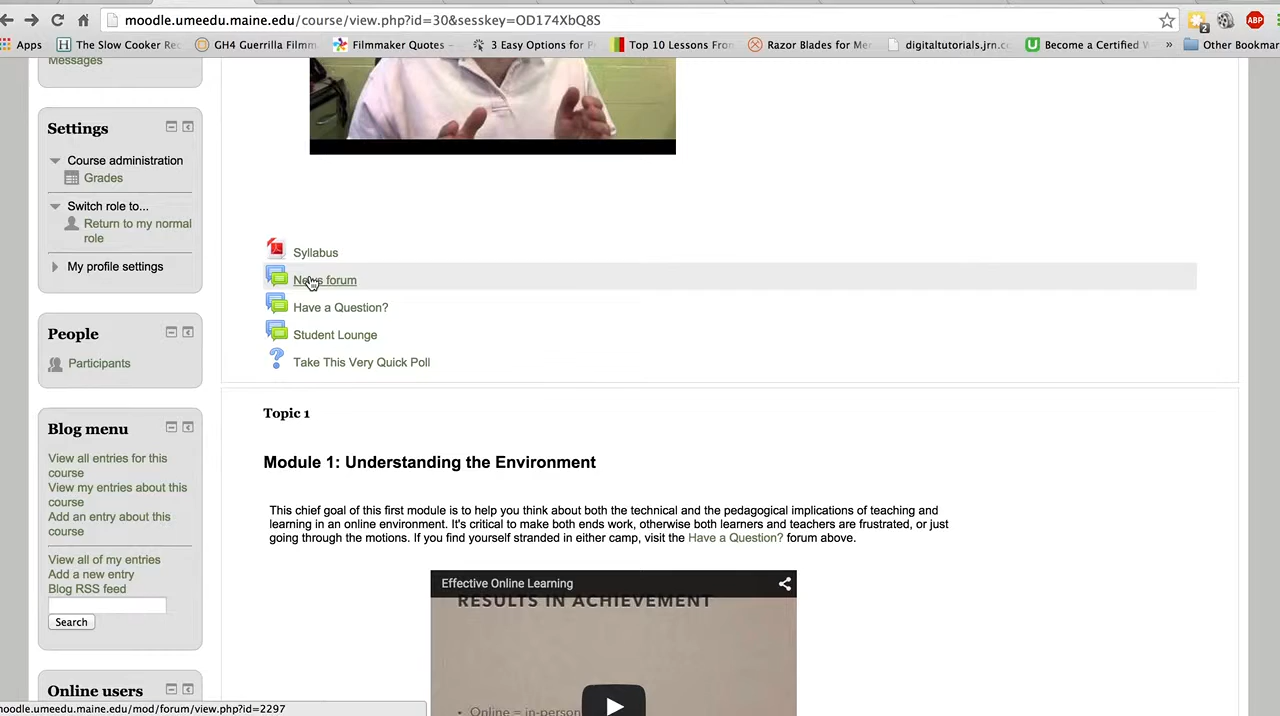 moodle.umeedu.maine.edu/course/view.php?id=30&sesskey=OD174XbQ8S
ABP
2
Apps
The Slow Cooker Re
GH4 Guerrilla Filmm
Filmmaker Quotes -
3 Easy Options for P
Top 10 Lessons From
Razor Blades for Mer
digitaltutorials.jrn.c
Become a Certified
»
Other Bookmar
Messages
Settings
Course administration
Grades
Switch role to...
Return to my normal
role
My profile settings
People
Participants
Blog menu
View all entries for this
course
View my entries about this
course
Add an entry about this
course
View all of my entries
Add a new entry
Blog RSS feed
Search
Online users
Syllabus
News forum
Have a Question?
Student Lounge
Take This Very Quick Poll
Topic 1
Module 1: Understanding the Environment
This chief goal of this first module is to help you think about both the technical and the pedagogical implications of teaching and
learning in an online environment. It's critical to make both ends work, otherwise both learners and teachers are frustrated, or just
going through the motions. If you find yourself stranded in either camp, visit the Have a Question? forum above.
Effective Online Learning
RESULTS IN ACHIEVEMENT
• Online = in-person
moodle.umeedu.maine.edu/mod/forum/view.php?id=2297